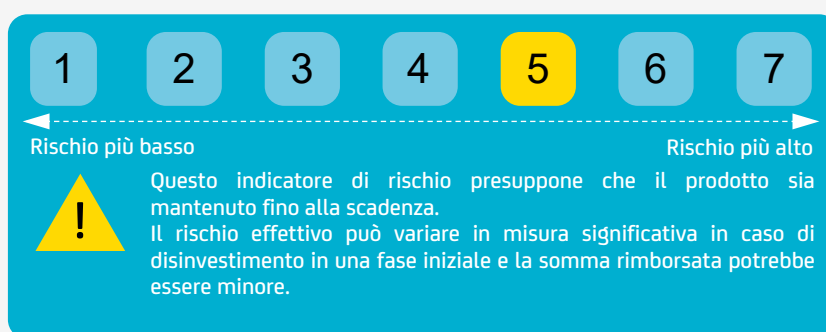 1 2 3 4 5 6 7
Rischio più basso Rischio più alto
!
Questo indicatore di rischio presuppone che il prodotto sia
mantenuto fino alla scadenza.
Il rischio effettivo può variare in misura significativa in caso di
disinvestimento in una fase iniziale e la somma rimborsata potrebbe
essere minore.